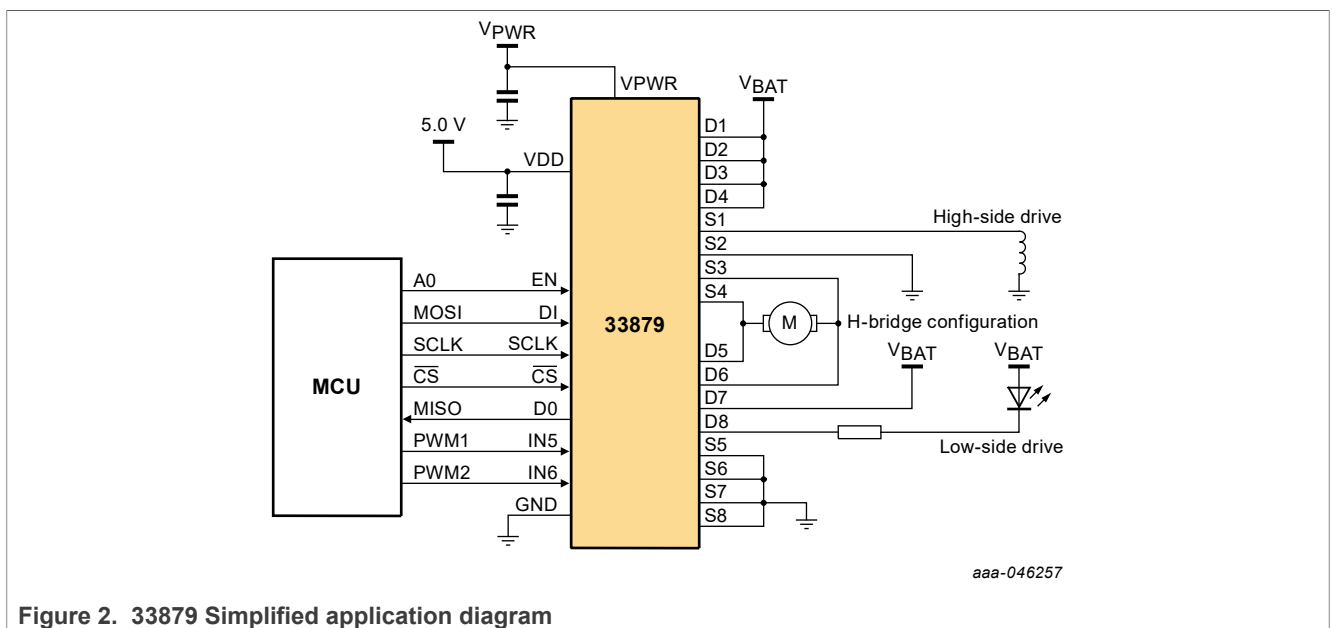 VPWR
VPWR
VBAT
5.0 V
VDD
D1
D2
D3
D4
S1
High-side drive
S2
S3
S4
A0
EN
MOSI
DI
33879
M
H-bridge configuration
SCLK
SCLK
D5
VBAT
VBAT
MCU
CS
CS
D6
D7
MISO
D0
D8
PWM1
IN5
Low-side drive
S5
PWM2
IN6
S6
S7
GND
S8
aaa-046257
Figure 2. 33879 Simplified application diagram